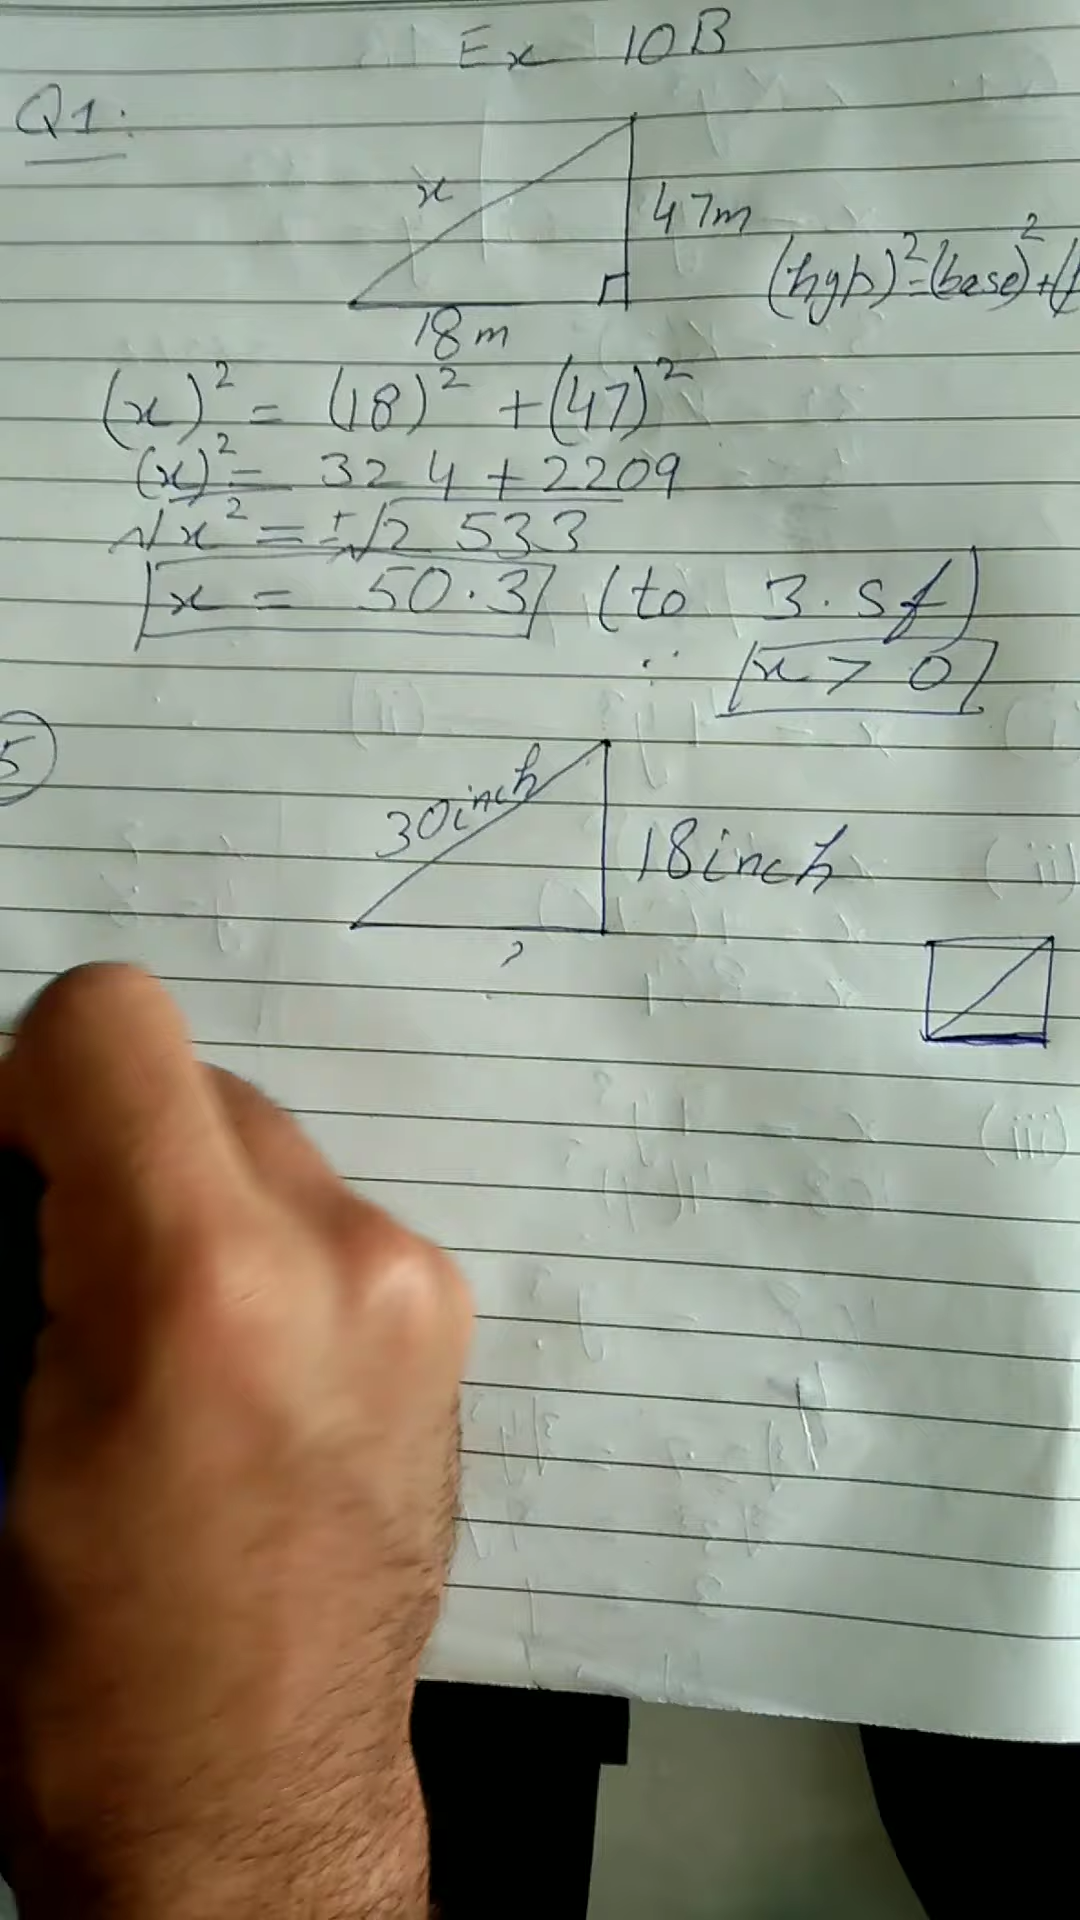 Ex 10B
Q1:
x
47m
18m
(hyp)²=(base)²+(
(x)² = (18)² + (47)²
(x)² = 324 + 2209
√x² = ±√2533
x = 50.3 (to 3.sf)
∵ x > 0
5
30inch
18inch
?